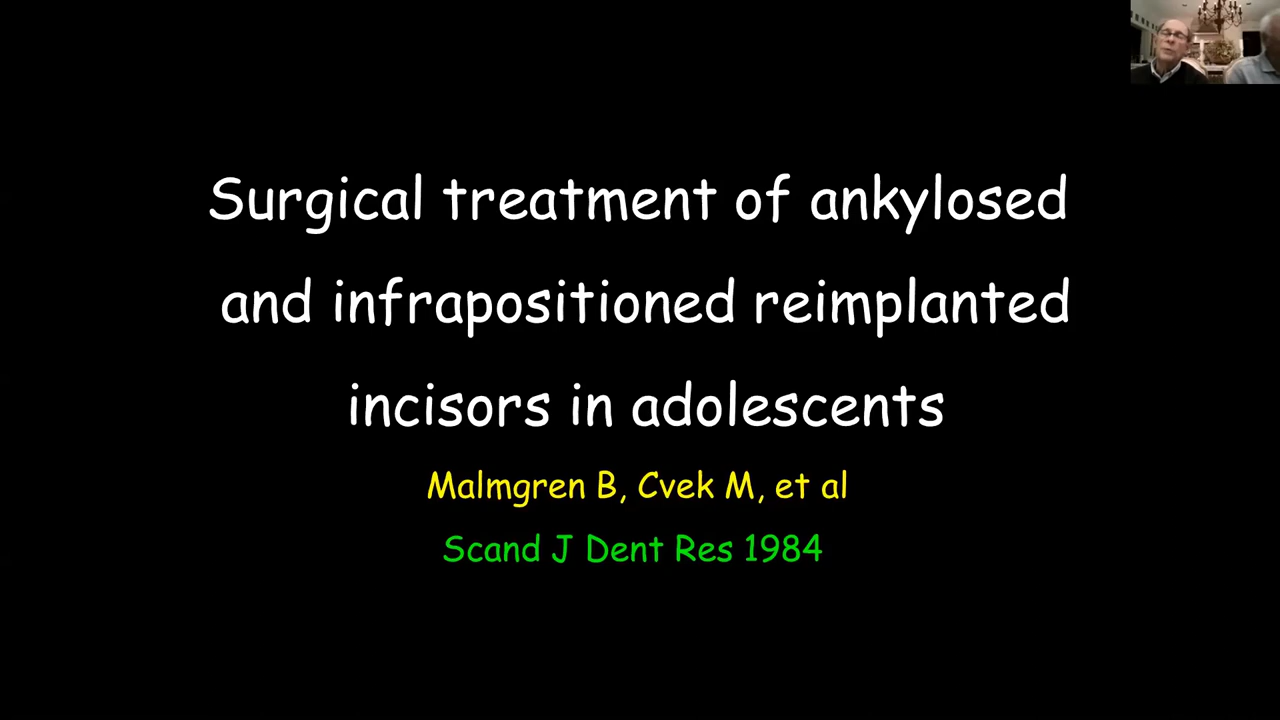 Surgical treatment of ankylosed
and infrapositioned reimplanted
incisors in adolescents
Malmgren B, Cvek M, et al
Scand J Dent Res 1984